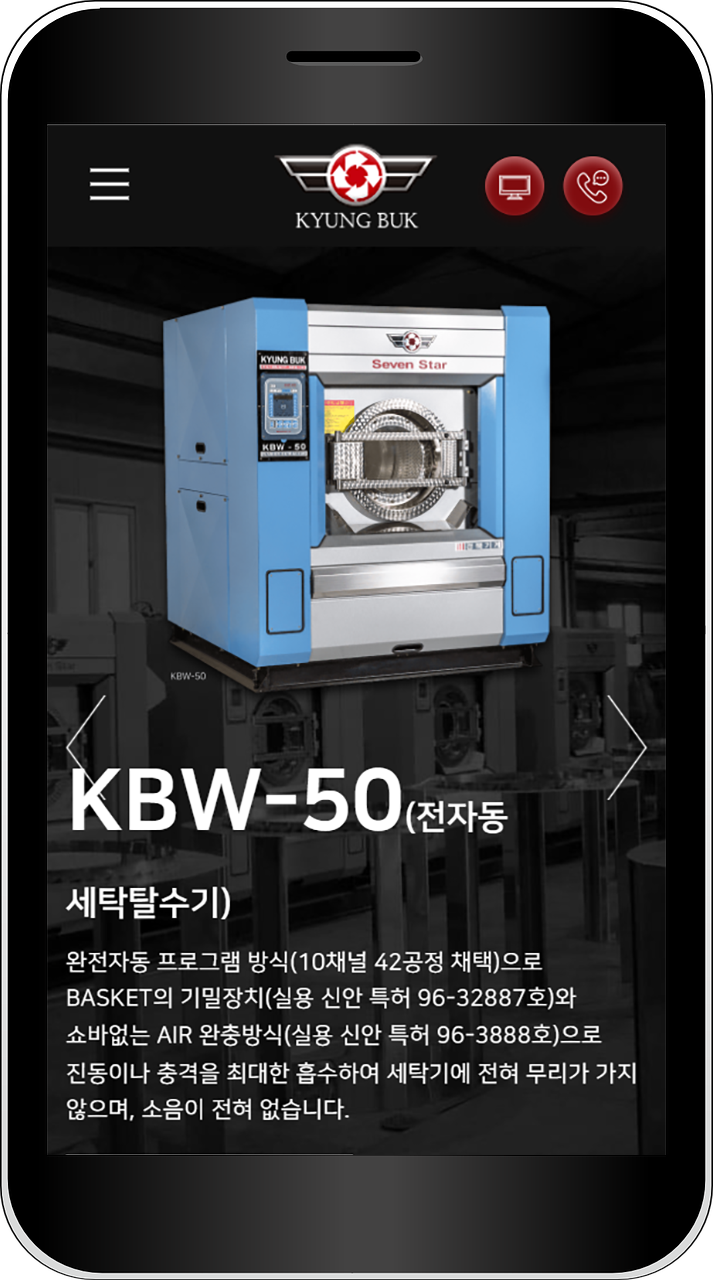 KYUNG BUK
KYUNG BUK
Seven Star
KBW - 50
KBW-50
KBW-50(전자동
세탁탈수기)
완전자동 프로그램 방식(10채널 42공정 채택)으로
BASKET의 기밀장치(실용 신안 특허 96-32887호)와
쇼바없는 AIR 완충방식(실용 신안 특허 96-3888호)으로
진동이나 충격을 최대한 흡수하여 세탁기에 전혀 무리가 가지
않으며, 소음이 전혀 없습니다.